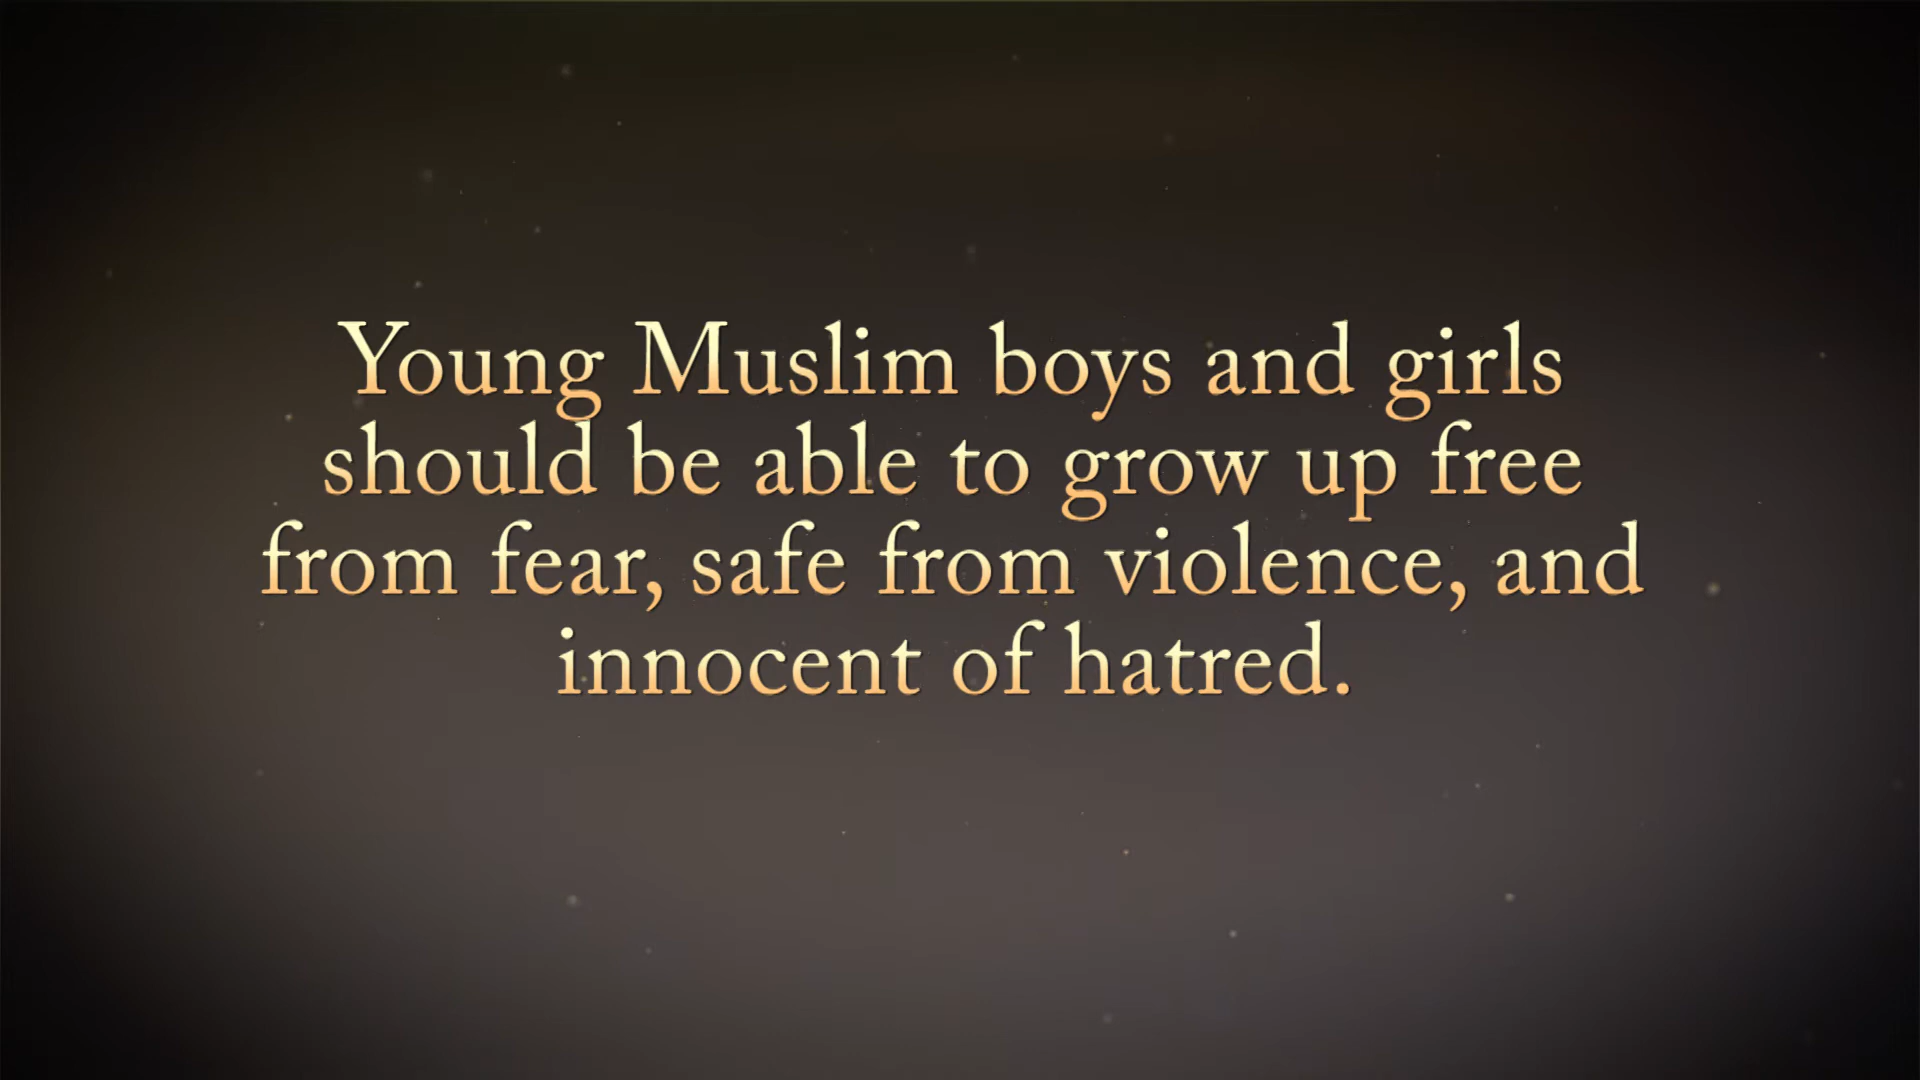 Young Muslim boys and girls
should be able to grow up free
from fear, safe from violence, and
innocent of hatred.